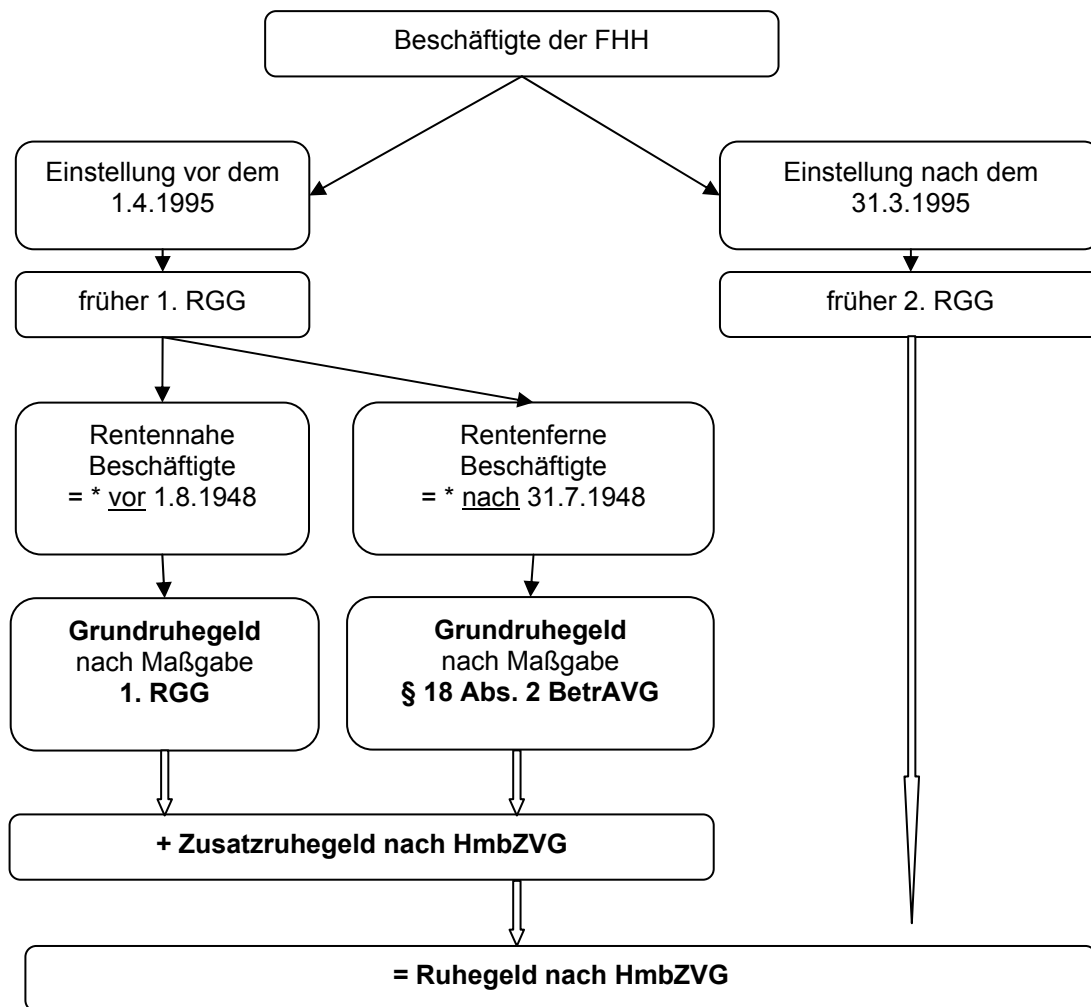 Beschäftigte der FHH
Einstellung vor dem
1.4.1995
Einstellung nach dem
31.3.1995
früher 1. RGG
früher 2. RGG
Rentennahe
Beschäftigte
= * vor 1.8.1948
Rentenferne
Beschäftigte
= * nach 31.7.1948
Grundruhegeld
nach Maßgabe
1. RGG
Grundruhegeld
nach Maßgabe
§ 18 Abs. 2 BetrAVG
+ Zusatzruhegeld nach HmbZVG
= Ruhegeld nach HmbZVG